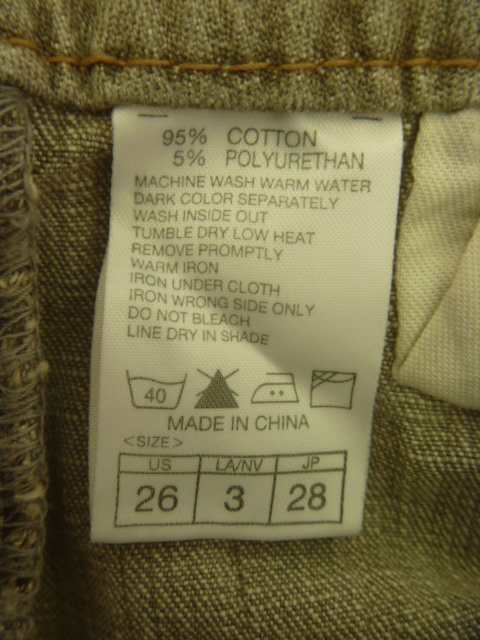 95% COTTON
5% POLYURETHAN
MACHINE WASH WARM WATER
DARK COLOR SEPARATELY
WASH INSIDE OUT
TUMBLE DRY LOW HEAT
REMOVE PROMPTLY
WARM IRON
IRON UNDER CLOTH
IRON WRONG SIDE ONLY
DO NOT BLEACH
LINE DRY IN SHADE
40
MADE IN CHINA
<SIZE>
US LA/NV JP
26 3 28